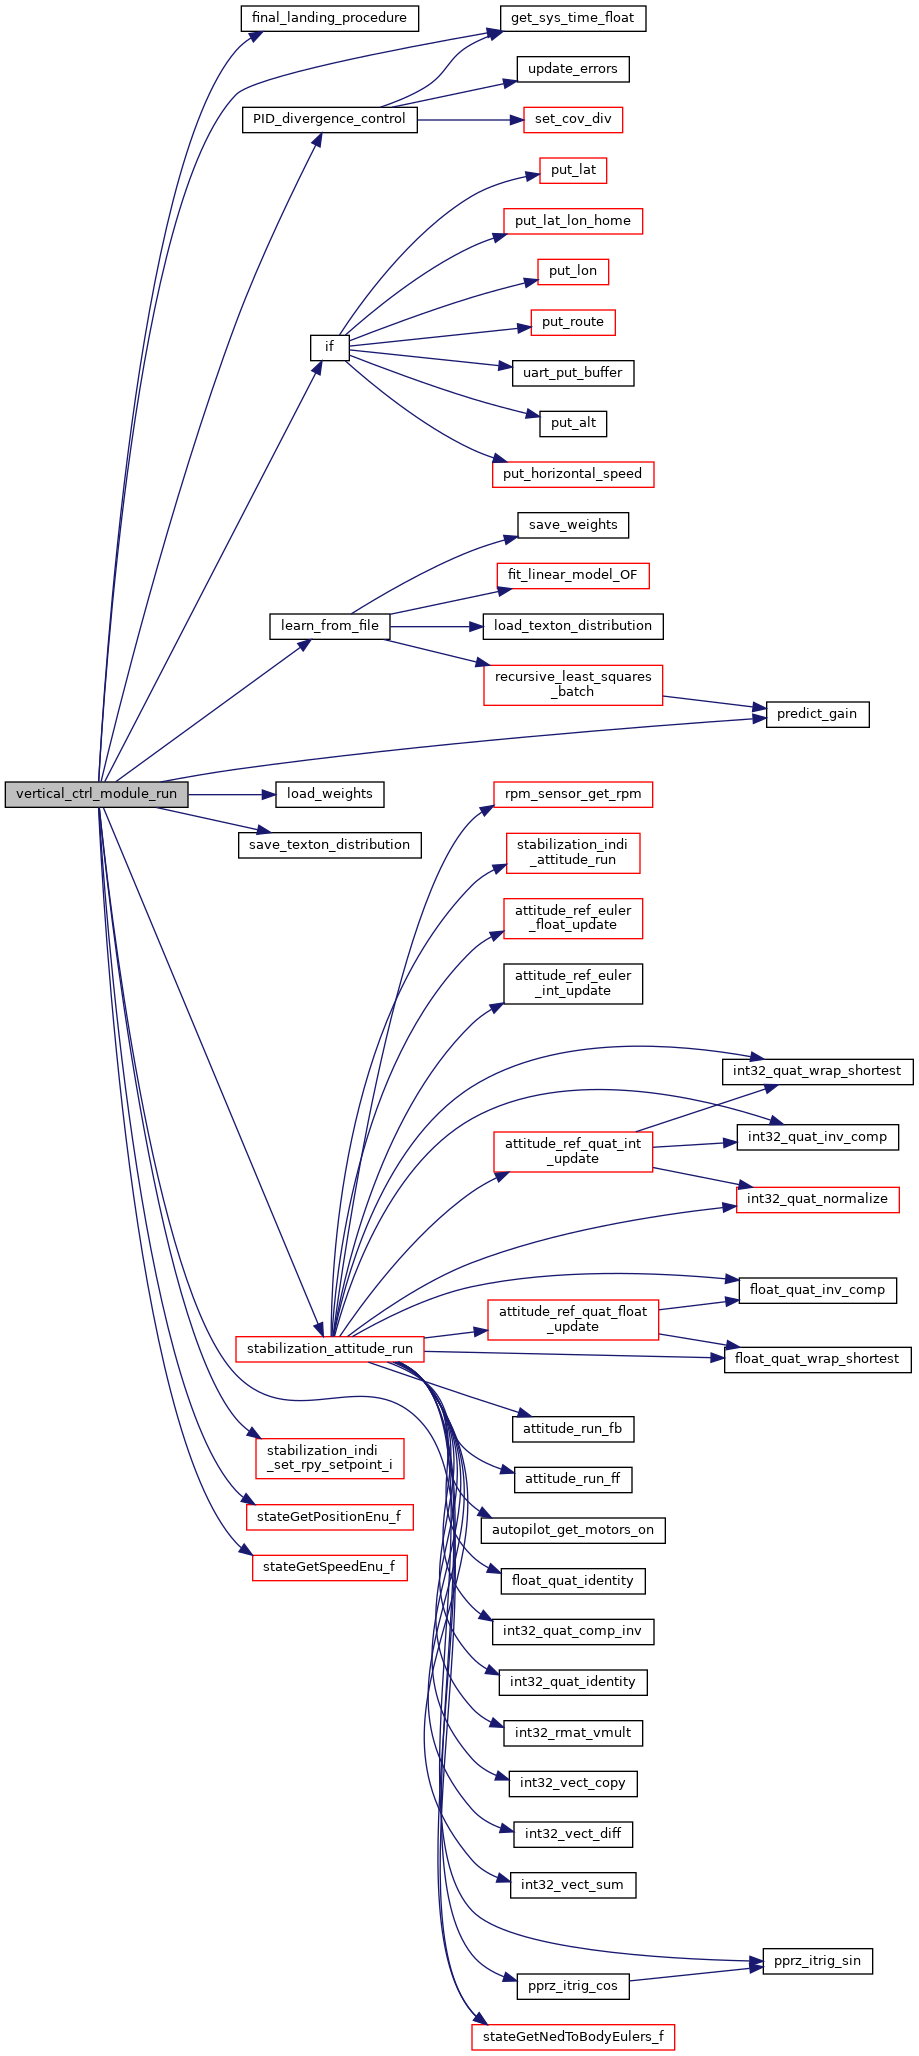 final_landing_procedure
get_sys_time_float
update_errors
PID_divergence_control
set_cov_div
put_lat
put_lat_lon_home
put_lon
put_route
if
uart_put_buffer
put_alt
put_horizontal_speed
save_weights
fit_linear_model_OF
learn_from_file
load_texton_distribution
recursive_least_squares
_batch
predict_gain
vertical_ctrl_module_run
load_weights
rpm_sensor_get_rpm
save_texton_distribution
stabilization_indi
_attitude_run
attitude_ref_euler
_float_update
attitude_ref_euler
_int_update
int32_quat_wrap_shortest
int32_quat_inv_comp
attitude_ref_quat_int
_update
int32_quat_normalize
float_quat_inv_comp
attitude_ref_quat_float
_update
stabilization_attitude_run
float_quat_wrap_shortest
attitude_run_fb
stabilization_indi
_set_rpy_setpoint_i
attitude_run_ff
stateGetPositionEnu_f
autopilot_get_motors_on
stateGetSpeedEnu_f
float_quat_identity
int32_quat_comp_inv
int32_quat_identity
int32_rmat_vmult
int32_vect_copy
int32_vect_diff
int32_vect_sum
pprz_itrig_sin
pprz_itrig_cos
stateGetNedToBodyEulers_f